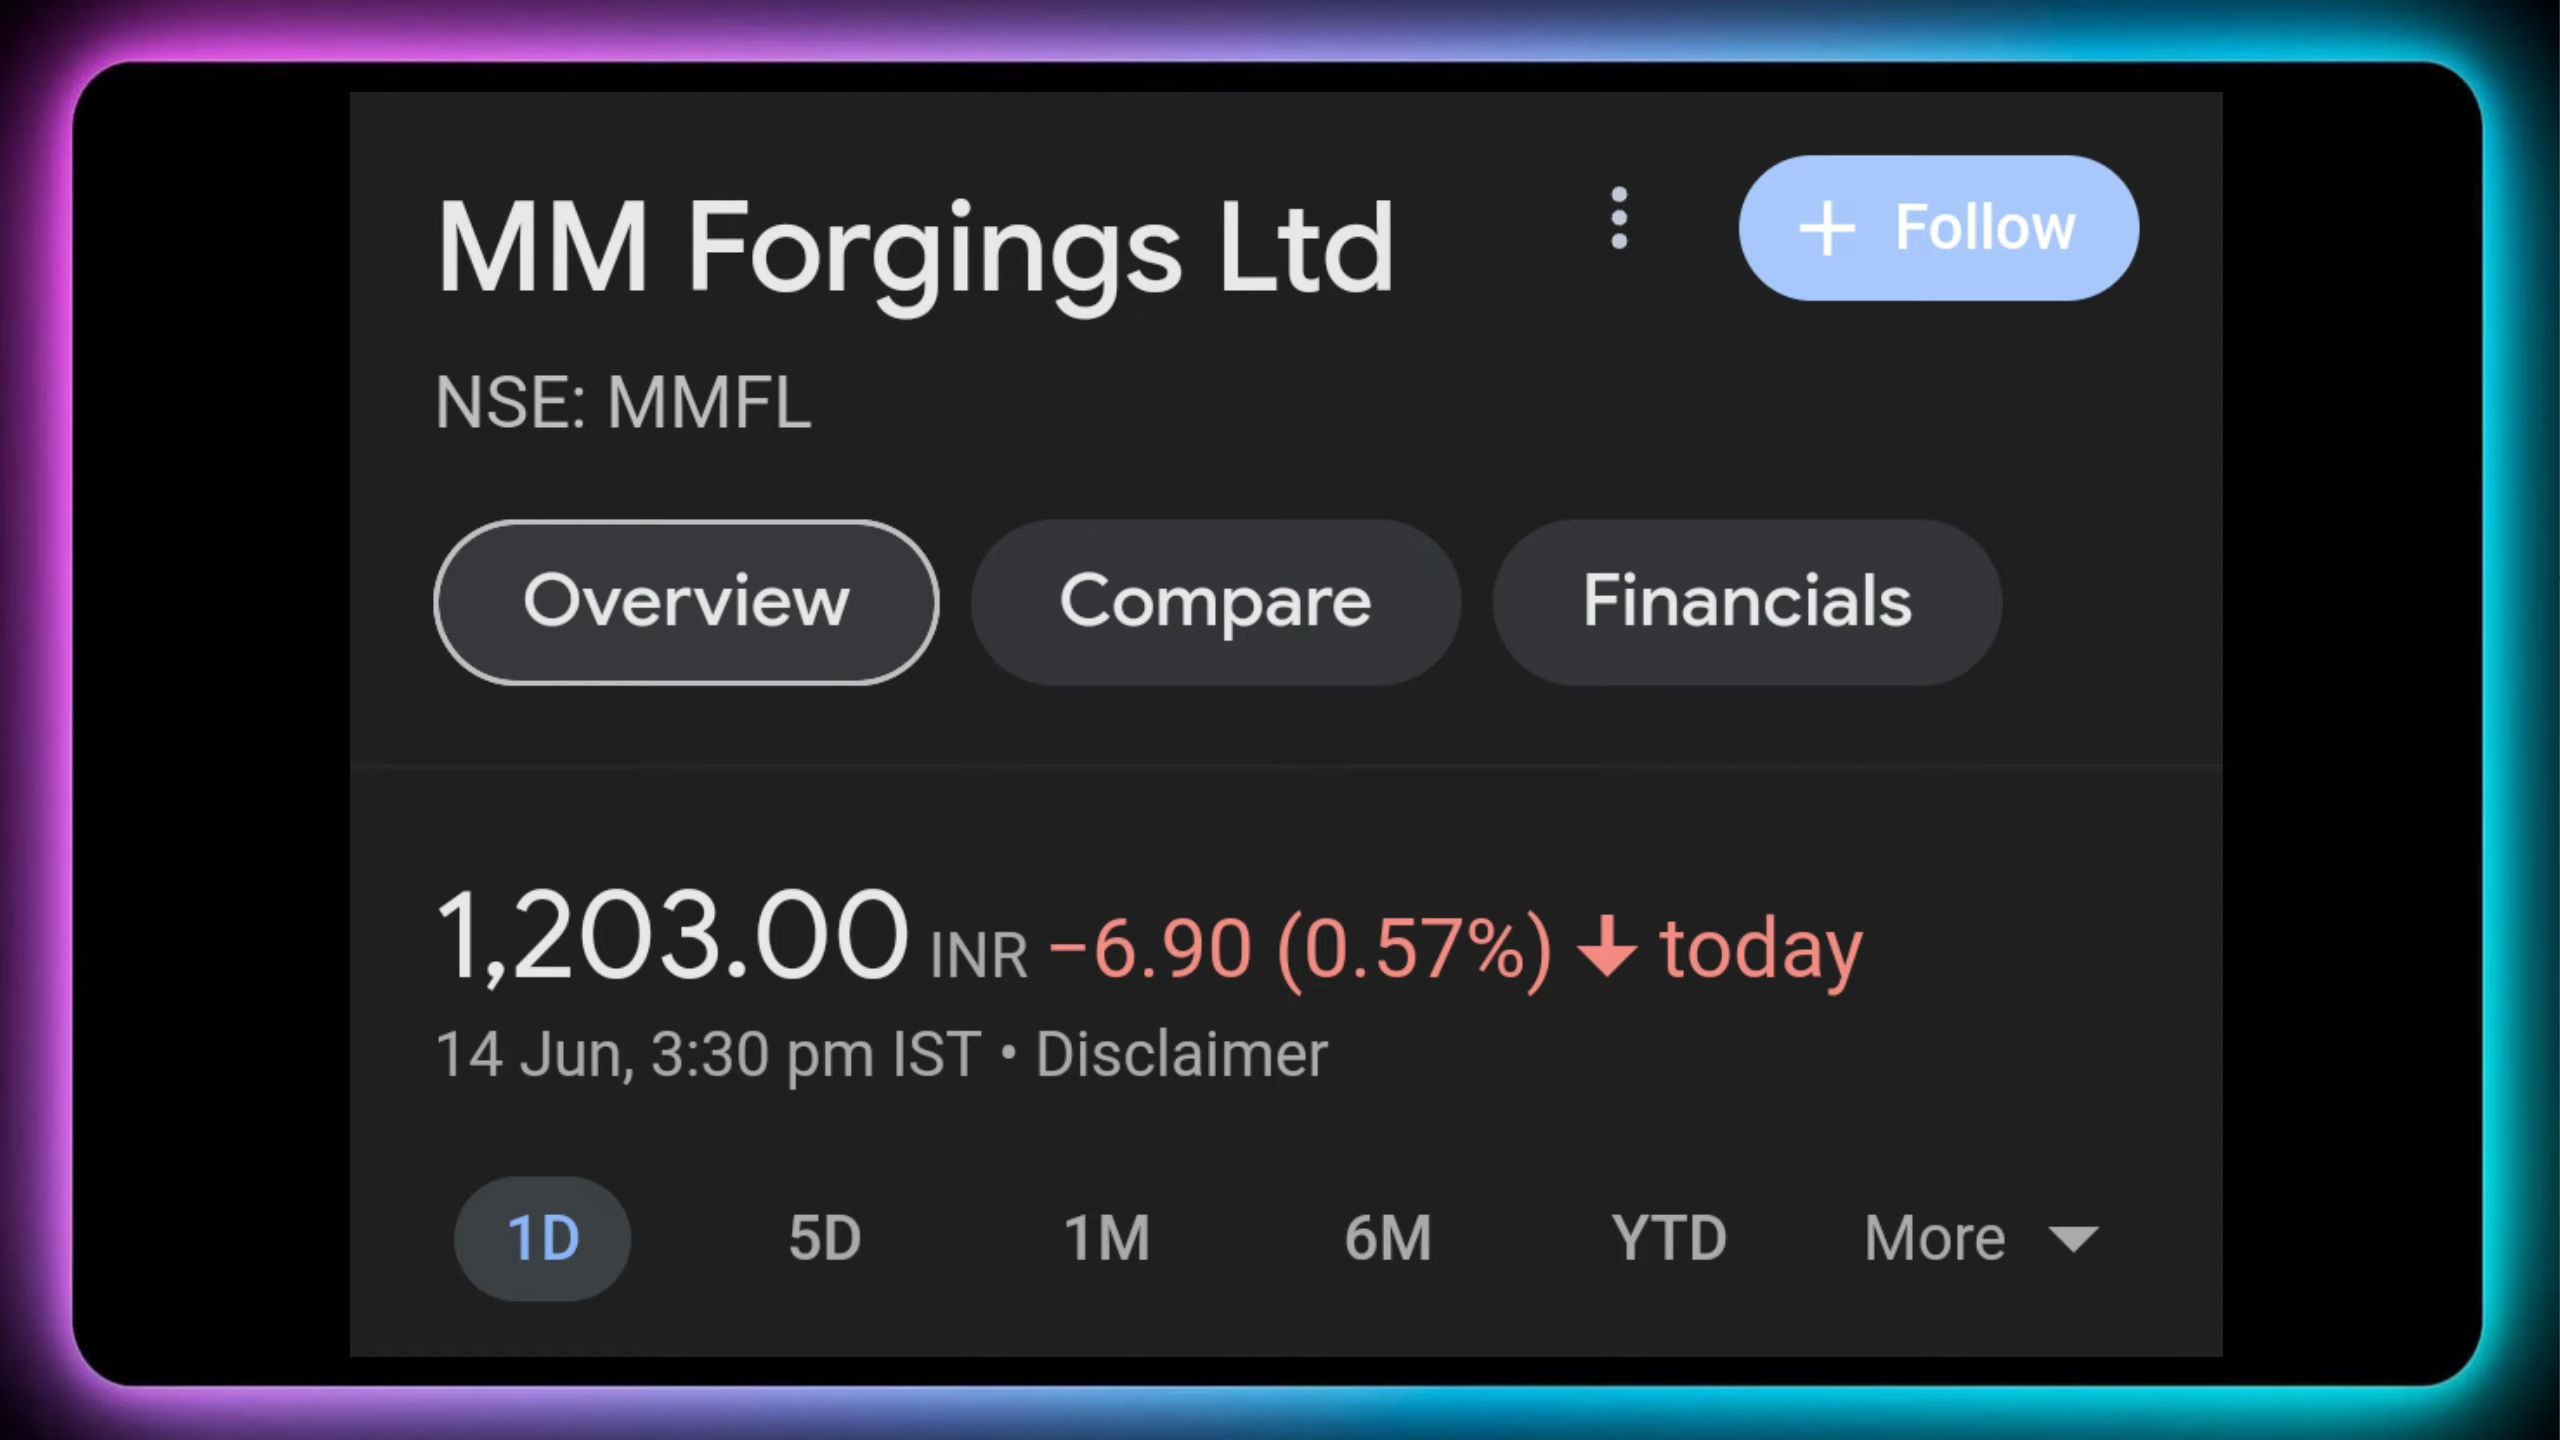 MM Forgings Ltd
+ Follow
NSE: MMFL
Overview Compare Financials
1,203.00 INR −6.90 (0.57%) ↓ today
14 Jun, 3:30 pm IST • Disclaimer
1D 5D 1M 6M YTD More